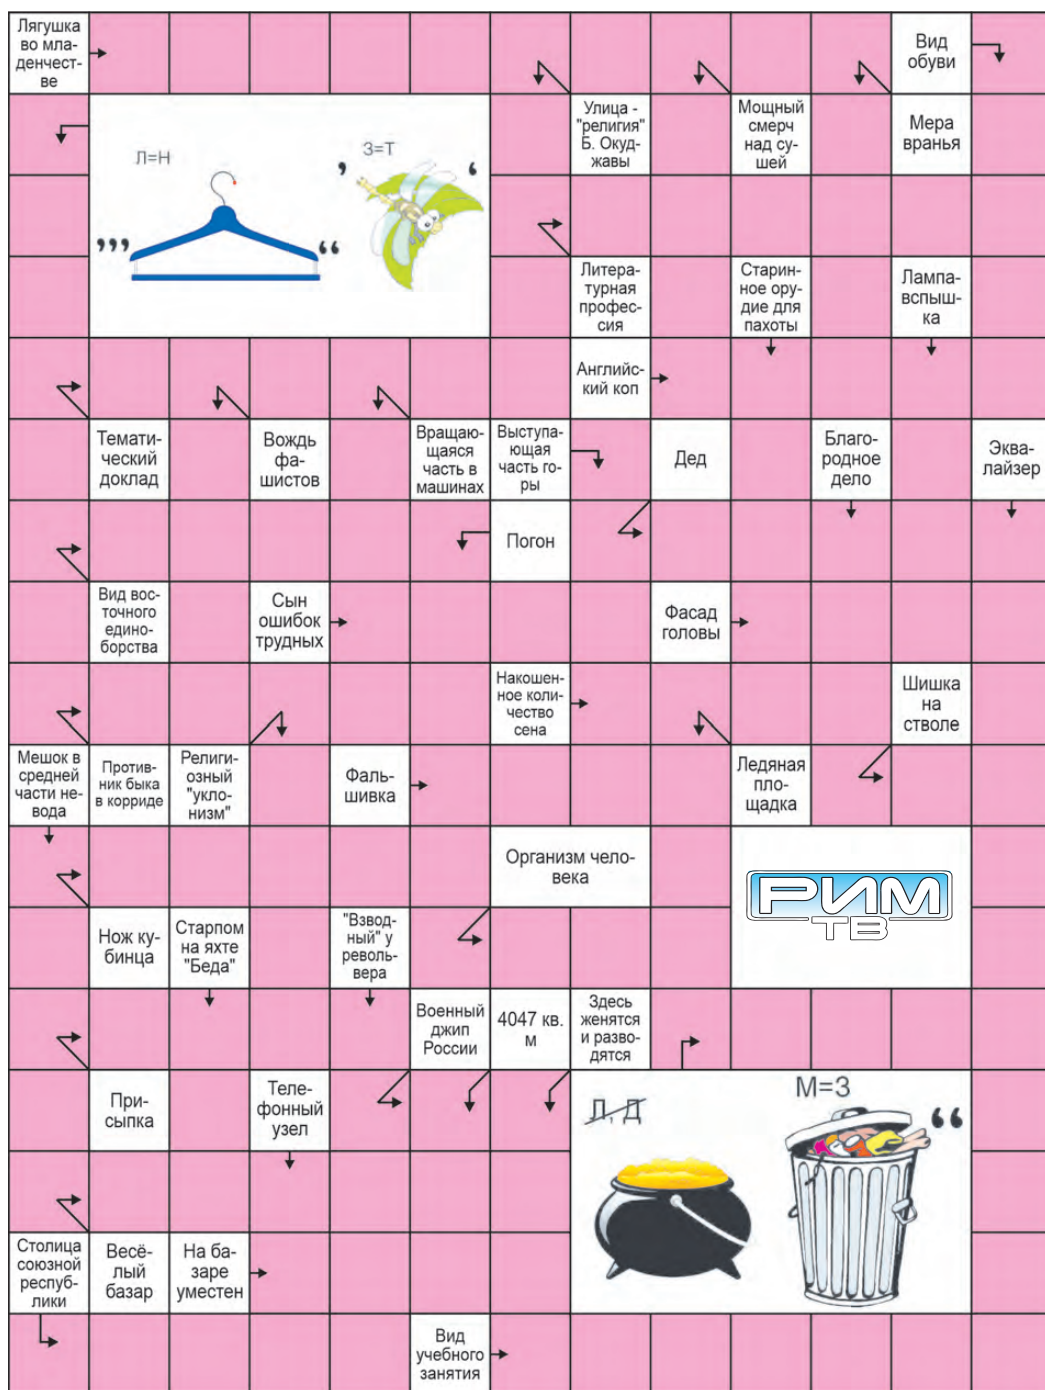 Лягушка
во мла-
денчест-
ве
Вид
обуви
Улица -
"религия"
Б. Окуд-
жавы
Мощный
смерч
над су-
шей
Мера
вранья
Л=Н
З=Т
’
‘
’’’
‘‘
Литера-
турная
профес-
сия
Старин-
ное ору-
дие для
пахоты
Лампа-
вспыш-
ка
Английс-
кий коп
Темати-
ческий
доклад
Вождь
фа-
шистов
Вращаю-
щаяся
часть в
машинах
Выступа-
ющая
часть го-
ры
Дед
Благо-
родное
дело
Эква-
лайзер
Погон
Вид вос-
точного
едино-
борства
Сын
ошибок
трудных
Фасад
головы
Накошен-
ное коли-
чество
сена
Шишка
на
стволе
Мешок в
средней
части не-
вода
Против-
ник быка
в корриде
Религи-
озный
"укло-
низм"
Фаль-
шивка
Ледяная
пло-
щадка
Организм чело-
века
РИМ
ТВ
Нож ку-
бинца
Старпом
на яхте
"Беда"
"Взвод-
ный" у
револь-
вера
Военный
джип
России
4047 кв.
м
Здесь
женятся
и разво-
дятся
При-
сыпка
Теле-
фонный
узел
Л, Д
М=З
‘‘
Столица
союзной
респуб-
лики
Весё-
лый
базар
На ба-
заре
уместен
Вид
учебного
занятия